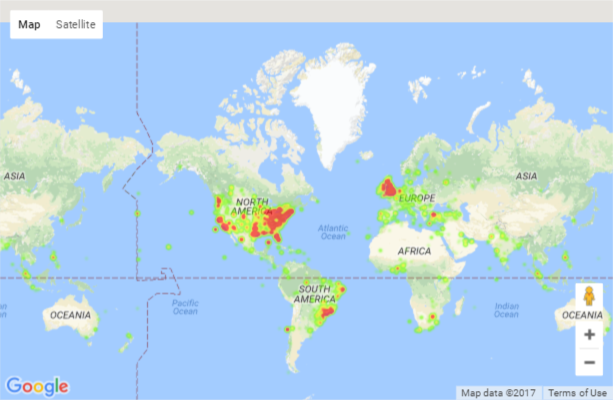 Map Satellite
ASIA
NORTH
AMERICA
EUROPE
ASIA
Atlantic
Ocean
AFRICA
SOUTH
AMERICA
Pacific
Ocean
Indian
Ocean
OCEANIA
OCEANIA
Google
Map data ©2017 Terms of Use